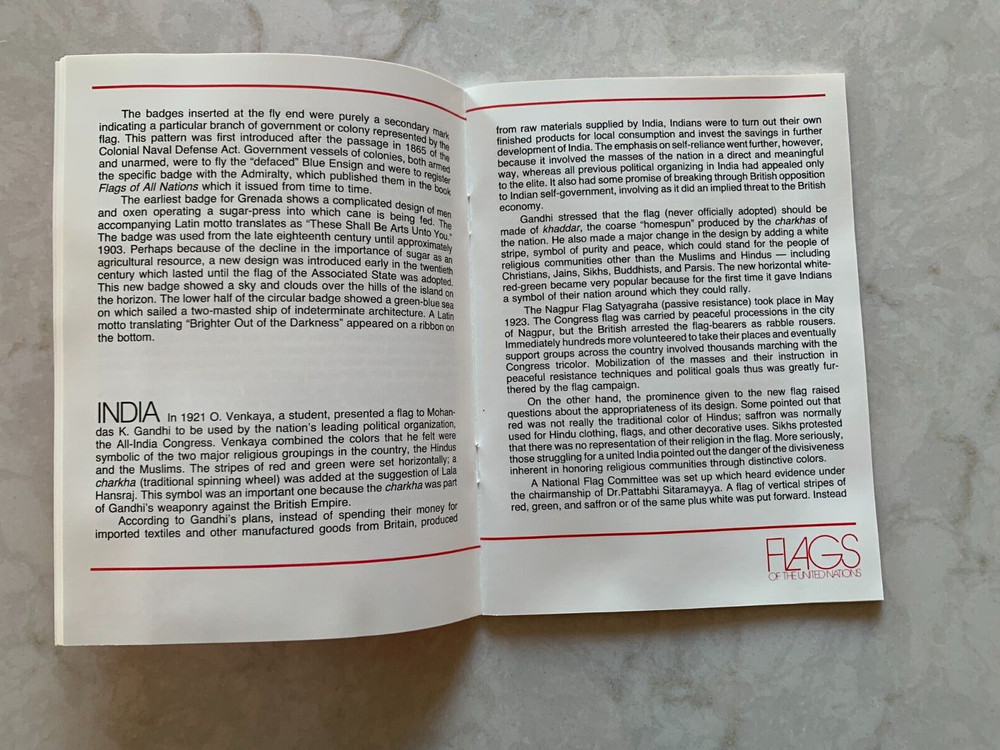 The badges inserted at the fly end were purely a secondary mark
indicating a particular branch of government or colony represented by the
flag. This pattern was first introduced after the passage in 1865 of the
Colonial Naval Defense Act. Government vessels of colonies, both armed
and unarmed, were to fly the “defaced” Blue Ensign and were to register
the specific badge with the Admiralty, which published them in the book
Flags of All Nations which it issued from time to time.
The earliest badge for Grenada shows a complicated design of men
and oxen operating a sugar-press into which cane is being fed. The
accompanying Latin motto translates as “These Shall Be Arts Unto You.”
The badge was used from the late eighteenth century until approximately
1903. Perhaps because of the decline in the importance of sugar as an
agricultural resource, a new design was introduced early in the twentieth
century which lasted until the flag of the Associated State was adopted.
This new badge showed a sky and clouds over the hills of the island on
the horizon. The lower half of the circular badge showed a green-blue sea
on which sailed a two-masted ship of indeterminate architecture. A Latin
motto translating “Brighter Out of the Darkness” appeared on a ribbon on
the bottom.
INDIA In 1921 O. Venkaya, a student, presented a flag to Mohan-
das K. Gandhi to be used by the nation's leading political organization,
the All-India Congress. Venkaya combined the colors that he felt were
symbolic of the two major religious groupings in the country, the Hindus
and the Muslims. The stripes of red and green were set horizontally; a
charkha (traditional spinning wheel) was added at the suggestion of Lala
Hansraj. This symbol was an important one because the charkha was part
of Gandhi's weaponry against the British Empire.
According to Gandhi's plans, instead of spending their money for
imported textiles and other manufactured goods from Britain, produced
from raw materials supplied by India, Indians were to turn out their own
finished products for local consumption and invest the savings in further
development of India. The emphasis on self-reliance went further, however,
because it involved the masses of the nation in a direct and meaningful
way, whereas all previous political organizing in India had appealed only
to the elite. It also had some promise of breaking through British opposition
to Indian self-government, involving as it did an implied threat to the British
economy.
Gandhi stressed that the flag (never officially adopted) should be
made of khaddar, the coarse “homespun” produced by the charkhas of
the nation. He also made a major change in the design by adding a white
stripe, symbol of purity and peace, which could stand for the people of
religious communities other than the Muslims and Hindus — including
Christians, Jains, Sikhs, Buddhists, and Parsis. The new horizontal white-
red-green became very popular because for the first time it gave Indians
a symbol of their nation around which they could rally.
The Nagpur Flag Satyagraha (passive resistance) took place in May
1923. The Congress flag was carried by peaceful processions in the city
of Nagpur, but the British arrested the flag-bearers as rabble rousers.
Immediately hundreds more volunteered to take their places and eventually
support groups across the country involved thousands marching with the
Congress tricolor. Mobilization of the masses and their instruction in
peaceful resistance techniques and political goals thus was greatly fur-
thered by the flag campaign.
On the other hand, the prominence given to the new flag raised
questions about the appropriateness of its design. Some pointed out that
red was not really the traditional color of Hindus; saffron was normally
used for Hindu clothing, flags, and other decorative uses. Sikhs protested
that there was no representation of their religion in the flag. More seriously,
those struggling for a united India pointed out the danger of the divisiveness
inherent in honoring religious communities through distinctive colors.
A National Flag Committee was set up which heard evidence under
the chairmanship of Dr.Pattabhi Sitaramayya. A flag of vertical stripes of
red, green, and saffron or of the same plus white was put forward. Instead
FLAGS
OF THE UNITED NATIONS